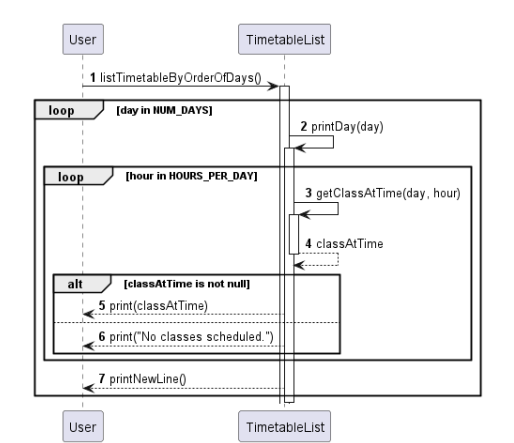 User TimetableList
1 listTimetableByOrderOfDays()
loop [day in NUM_DAYS]
2 printDay(day)
loop [hour in HOURS_PER_DAY]
3 getClassAtTime(day, hour)
4 classAtTime
alt [classAtTime is not null]
5 print(classAtTime)
6 print("No classes scheduled.")
7 printNewLine()
User TimetableList